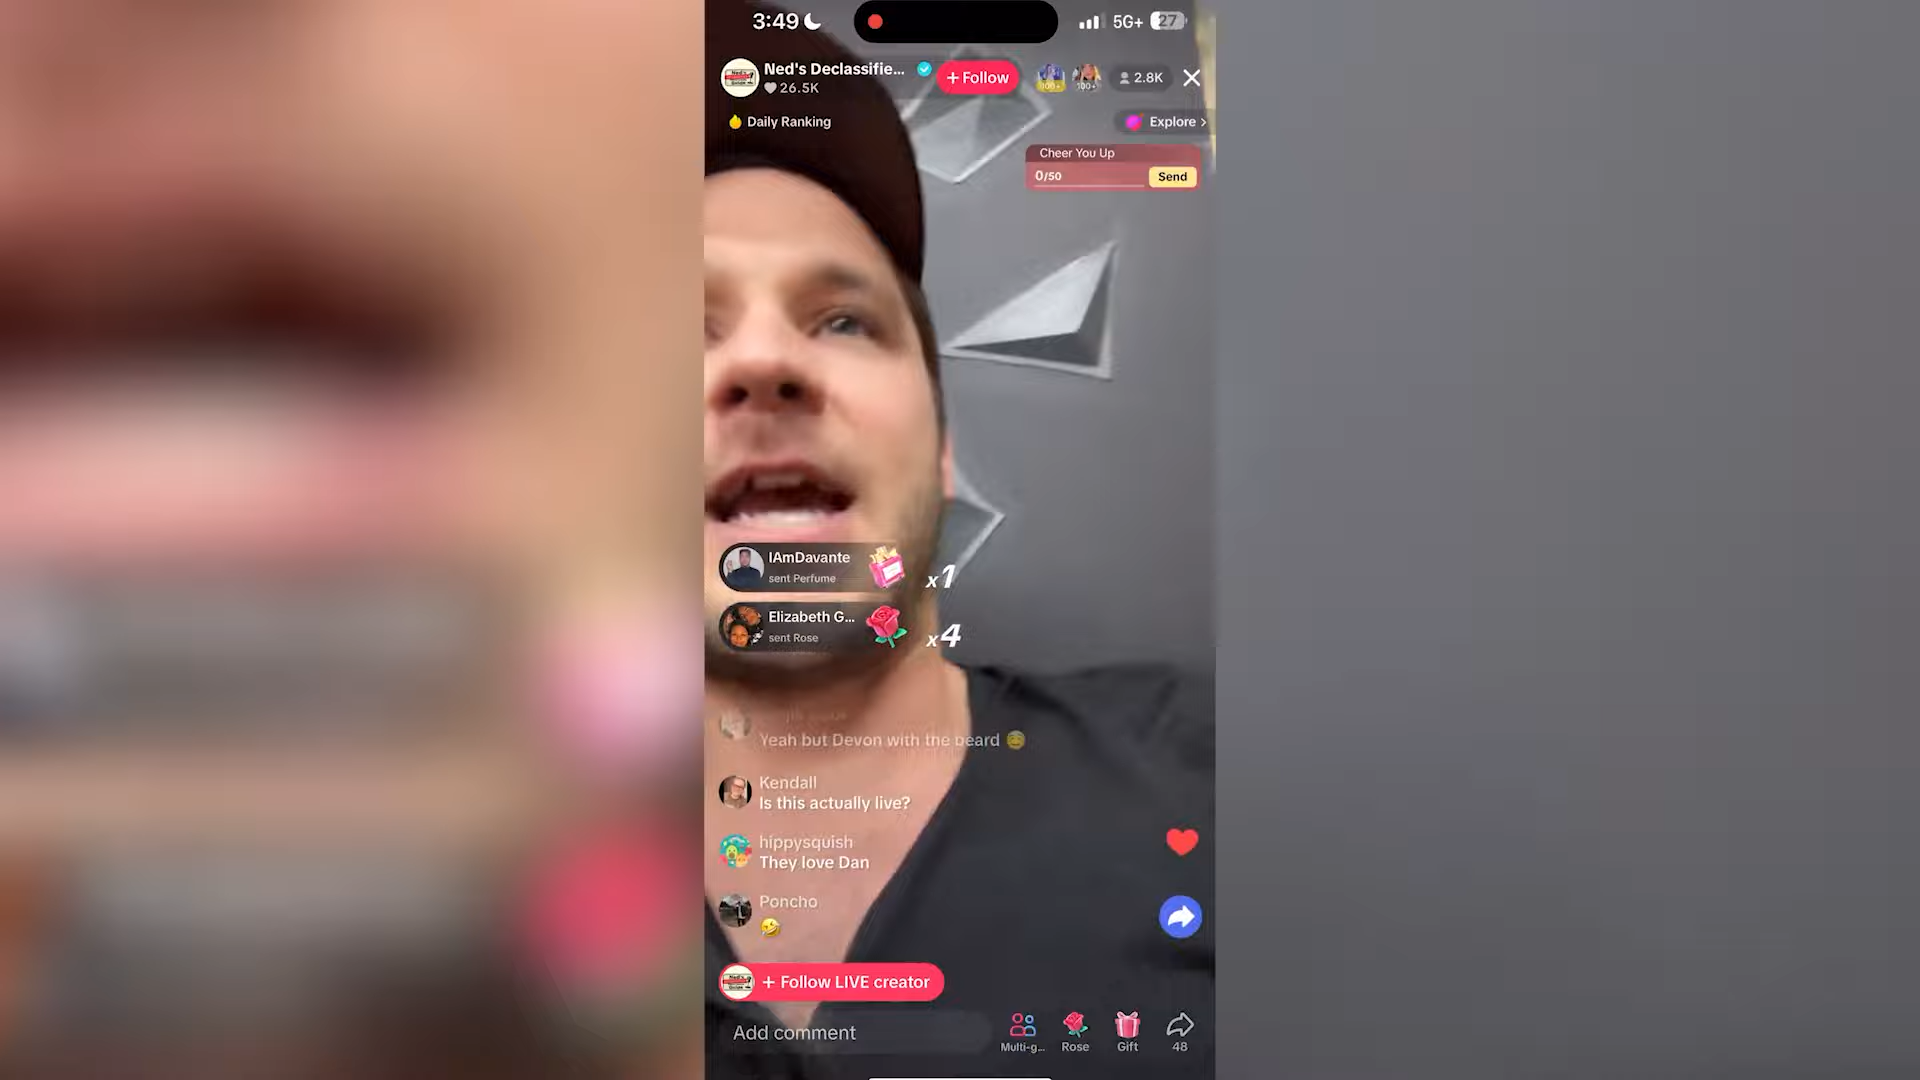 3:49
5G+
27
Ned's Declassifie...
+ Follow
2.8K
26.5K
100+
Daily Ranking
Explore >
Cheer You Up
0/50
Send
IAmDavante
sent Perfume
x1
Elizabeth G...
sent Rose
x4
Yeah but Devon with the beard 😇
Kendall
Is this actually live?
hippysquish
They love Dan
Poncho
🤣
+ Follow LIVE creator
Add comment
Multi-g...
Rose
Gift
48